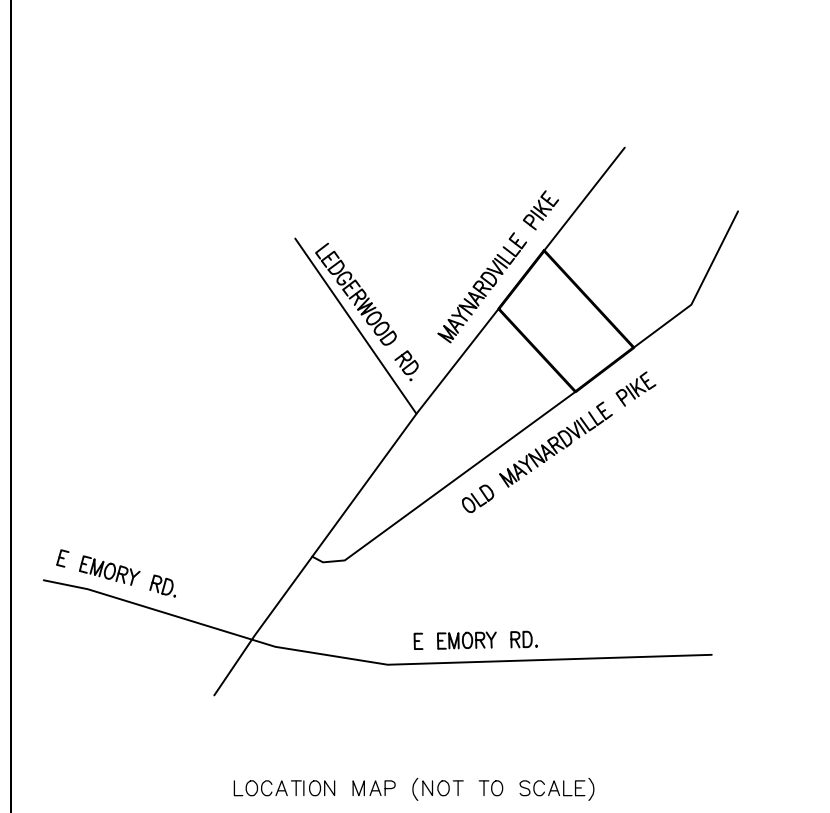 MAYNARDVILLE PIKE
LEDGERWOOD RD.
OLD MAYNARDVILLE PIKE
E EMORY RD.
E EMORY RD.
LOCATION MAP (NOT TO SCALE)